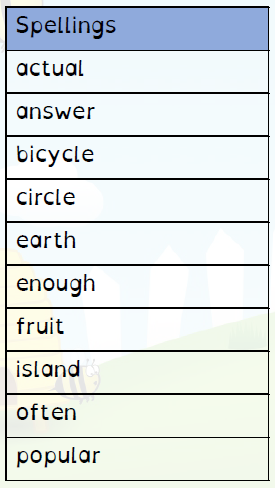 Spellings
actual
answer
bicycle
circle
earth
enough
fruit
island
often
popular